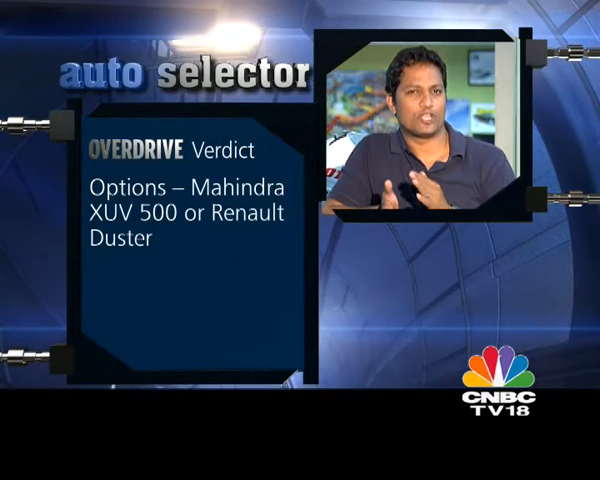 auto selector
OVERDRIVE Verdict
Options – Mahindra
XUV 500 or Renault
Duster
CNBC
TV18